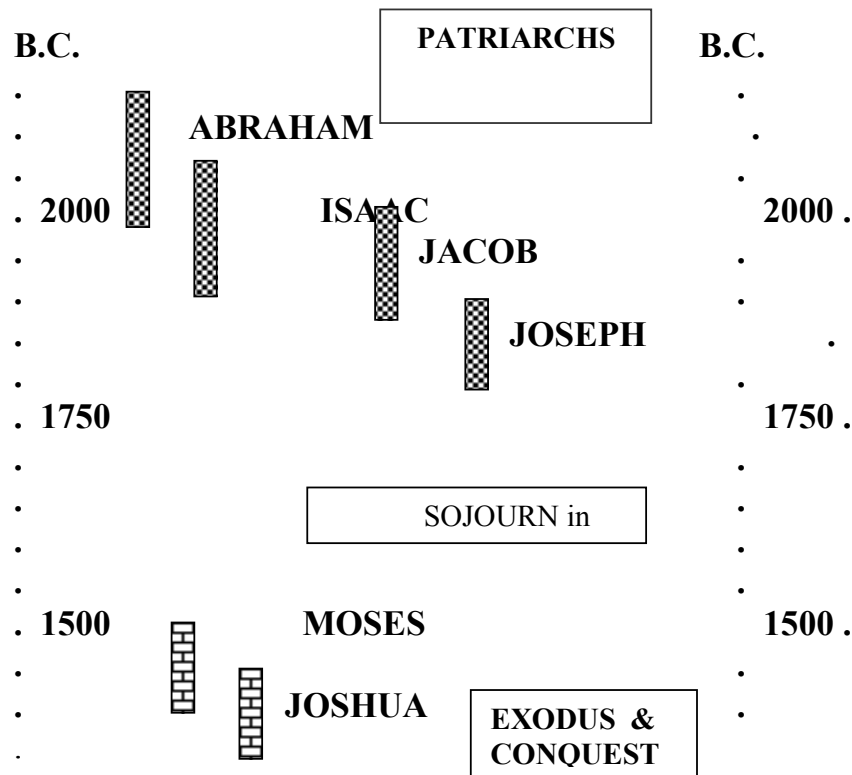 PATRIARCHS
B.C. B.C.
ABRAHAM
. 2000 ISAAC 2000 .
JACOB
JOSEPH
. 1750 1750 .
SOJOURN in
. 1500 MOSES 1500 .
JOSHUA
EXODUS &
CONQUEST